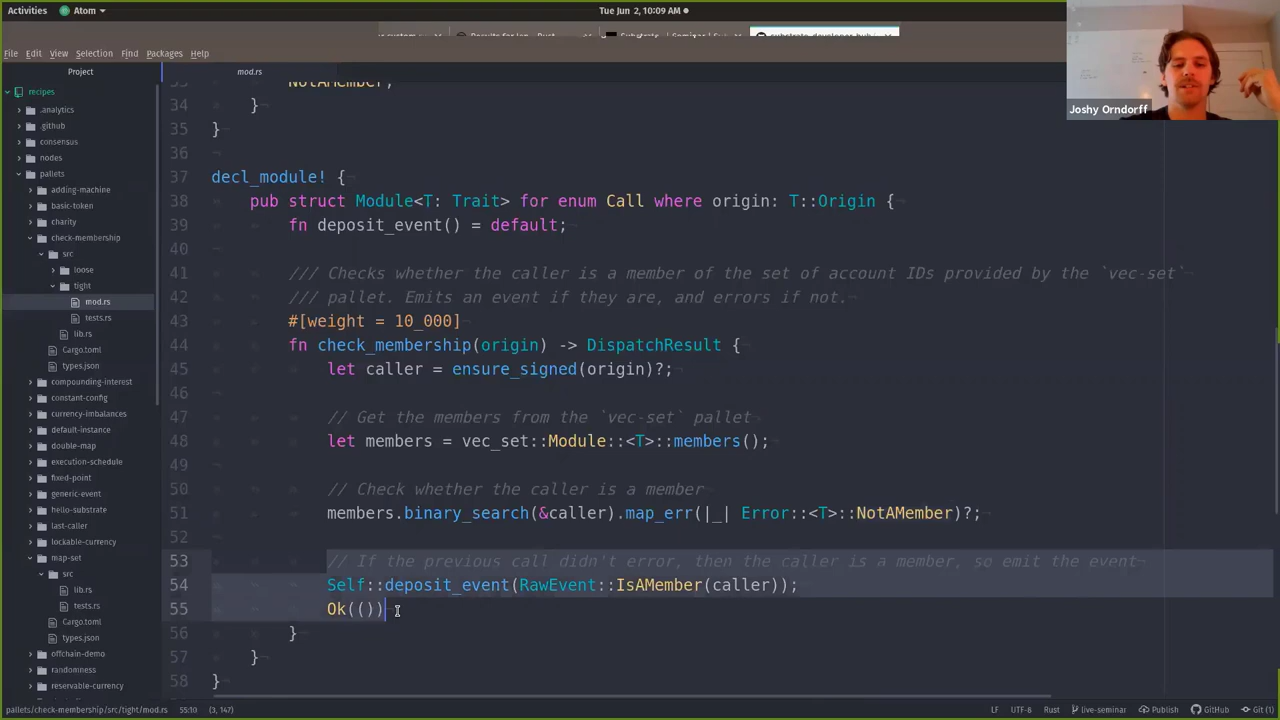 Activities
Atom
Tue Jun 2, 10:09 AM
File Edit View Selection Find Packages Help
Project
mod.rs
recipes
.analytics
.github
consensus
nodes
pallets
adding-machine
basic-token
charity
check-membership
src
loose
tight
mod.rs
tests.rs
lib.rs
Cargo.toml
types.json
compounding-interest
constant-config
currency-imbalances
default-instance
double-map
execution-schedule
fixed-point
generic-event
hello-substrate
last-caller
lockable-currency
map-set
src
lib.rs
tests.rs
Cargo.toml
types.json
offchain-demo
randomness
reservable-currency
Joshy Orndorff
NotAMember,
34 }
35 }
36
37 decl_module! {
38 pub struct Module<T: Trait> for enum Call where origin: T::Origin {
39 fn deposit_event() = default;
40
41 /// Checks whether the caller is a member of the set of account IDs provided by the `vec-set`
42 /// pallet. Emits an event if they are, and errors if not.
43 #[weight = 10_000]
44 fn check_membership(origin) -> DispatchResult {
45 let caller = ensure_signed(origin)?;
46
47 // Get the members from the `vec-set` pallet
48 let members = vec_set::Module::<T>::members();
49
50 // Check whether the caller is a member
51 members.binary_search(&caller).map_err(|_| Error::<T>::NotAMember)?;
52
53 // If the previous call didn't error, then the caller is a member, so emit the event
54 Self::deposit_event(RawEvent::IsAMember(caller));
55 Ok(())
56 }
57 }
58 }
pallets/check-membership/src/tight/mod.rs 55:10 (3, 147)
LF UTF-8 Rust live-seminar Publish GitHub Git (1)